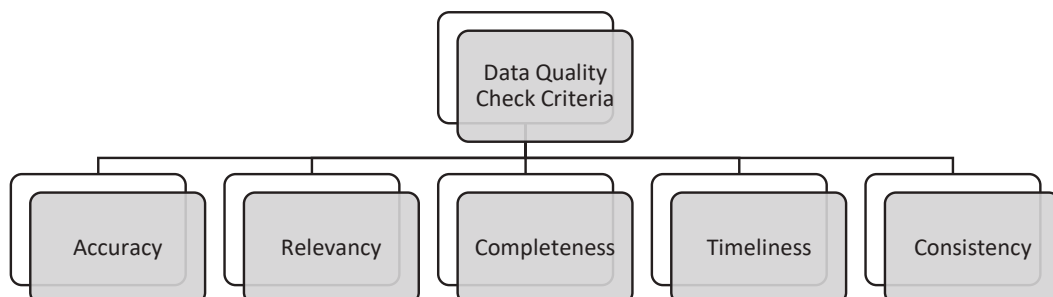 Data Quality
Check Criteria
Accuracy
Relevancy
Completeness
Timeliness
Consistency